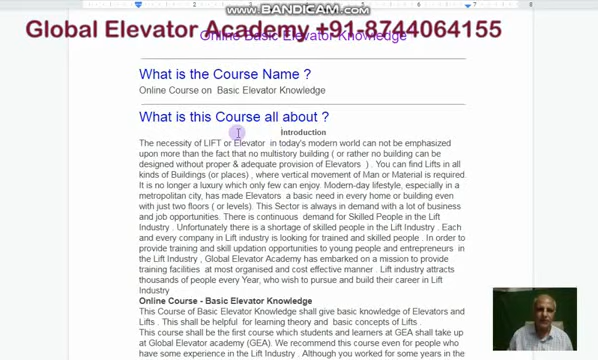 www.BANDICAM.com
Global Elevator Academy +91-8744064155
Online Basic Elevator Knowledge
What is the Course Name ?
Online Course on Basic Elevator Knowledge
What is this Course all about ?
Introduction
The necessity of LIFT or Elevator in today's modern world can not be emphasized
upon more than the fact that no multistory building ( or rather no building can be
designed without proper & adequate provision of Elevators ) . You can find Lifts in all
kinds of Buildings (or places) , where vertical movement of Man or Material is required.
It is no longer a luxury which only few can enjoy. Modern-day lifestyle, especially in a
metropolitan city, has made Elevators a basic need in every home or building even
with just two floors ( or levels). This Sector is always in demand with a lot of business
and job opportunities. There is continuous demand for Skilled People in the Lift
Industry . Unfortunately there is a shortage of skilled people in the Lift Industry . Each
and every company in Lift industry is looking for trained and skilled people . In order to
provide training and skill updation opportunities to young people and entrepreneurs in
the Lift Industry , Global Elevator Academy has embarked on a mission to provide
training facilities at most organised and cost effective manner . Lift industry attracts
thousands of people every Year, who wish to pursue and build their career in Lift
Industry
Online Course - Basic Elevator Knowledge
This Course of Basic Elevator Knowledge shall give basic knowledge of Elevators and
Lifts . This shall be helpful for learning theory and basic concepts of Lifts .
This course shall be the first course which students and learners at GEA shall take up
at Global Elevator academy (GEA). We recommend this course even for people who
have some experience in the Lift Industry . Although you worked for some years in the